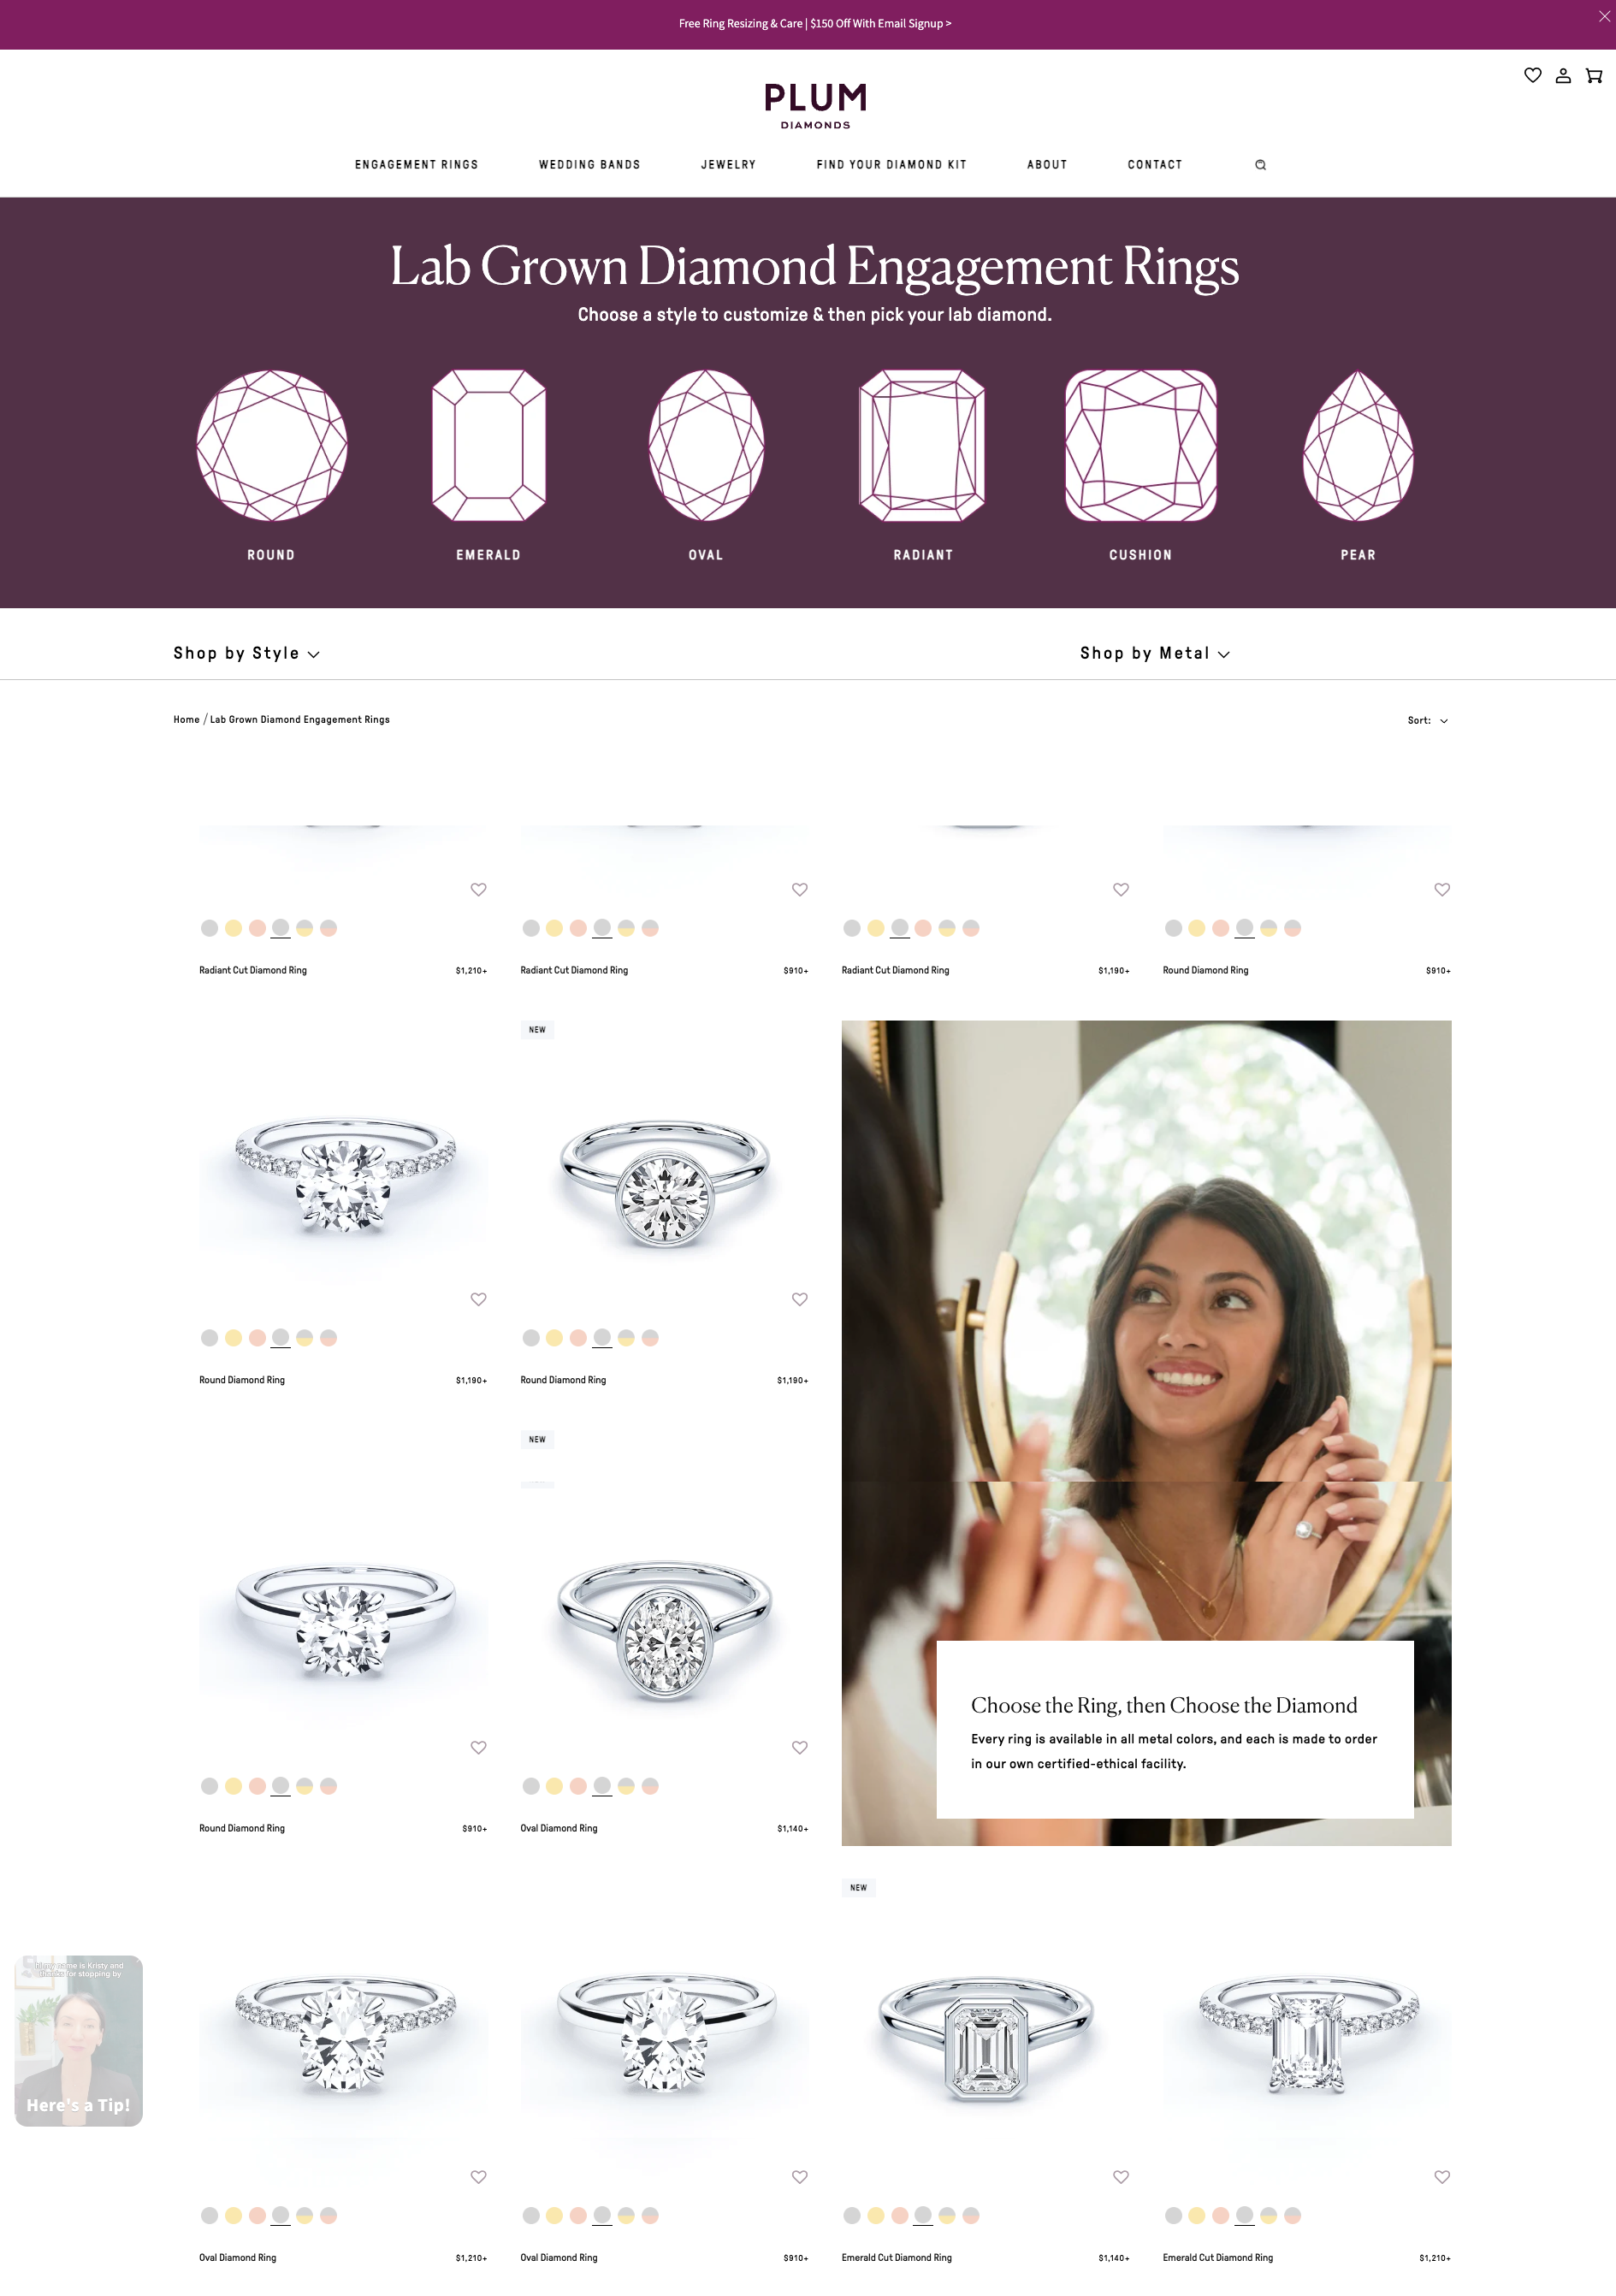 Free Ring Resizing & Care | $150 Off With Email Signup >
PLUM
DIAMONDS
ENGAGEMENT RINGS
WEDDING BANDS
JEWELRY
FIND YOUR DIAMOND KIT
ABOUT
CONTACT
Lab Grown Diamond Engagement Rings
Choose a style to customize & then pick your lab diamond.
ROUND
EMERALD
OVAL
RADIANT
CUSHION
PEAR
Shop by Style
Shop by Metal
Home / Lab Grown Diamond Engagement Rings
Sort:
Radiant Cut Diamond Ring
$1,210+
Radiant Cut Diamond Ring
$910+
Radiant Cut Diamond Ring
$1,190+
Round Diamond Ring
$910+
NEW
Round Diamond Ring
$1,190+
Round Diamond Ring
$1,190+
NEW
Round Diamond Ring
$910+
Oval Diamond Ring
$1,140+
Choose the Ring, then Choose the Diamond
Every ring is available in all metal colors, and each is made to order
in our own certified-ethical facility.
NEW
my name is Kristy and
thanks for stopping by
Here's a Tip!
Oval Diamond Ring
$1,210+
Oval Diamond Ring
$910+
Emerald Cut Diamond Ring
$1,140+
Emerald Cut Diamond Ring
$1,210+